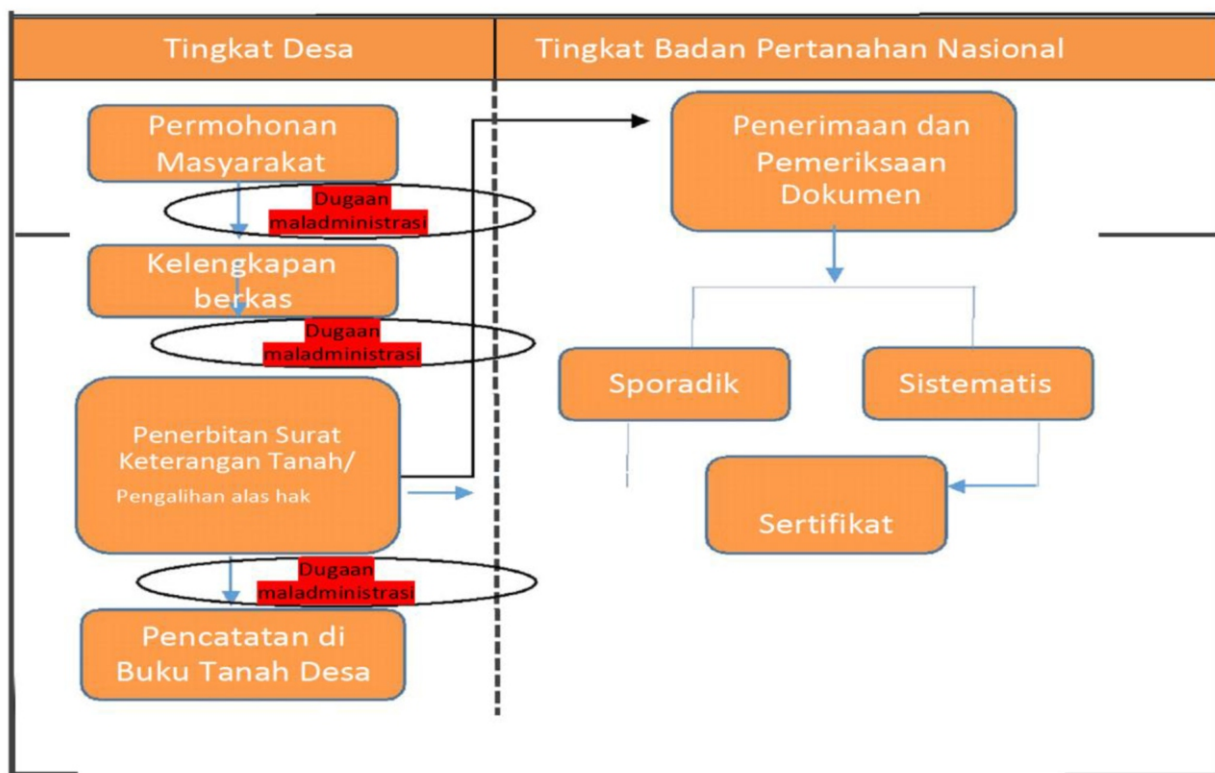 Tingkat Desa
Tingkat Badan Pertanahan Nasional
Permohonan
Masyarakat
Dugaan
maladministrasi
Kelengkapan
berkas
Dugaan
maladministrasi
Penerbitan Surat
Keterangan Tanah/
Pengalihan alas hak
Dugaan
maladministrasi
Pencatatan di
Buku Tanah Desa
Penerimaan dan
Pemeriksaan
Dokumen
Sporadik
Sistematis
Sertifikat